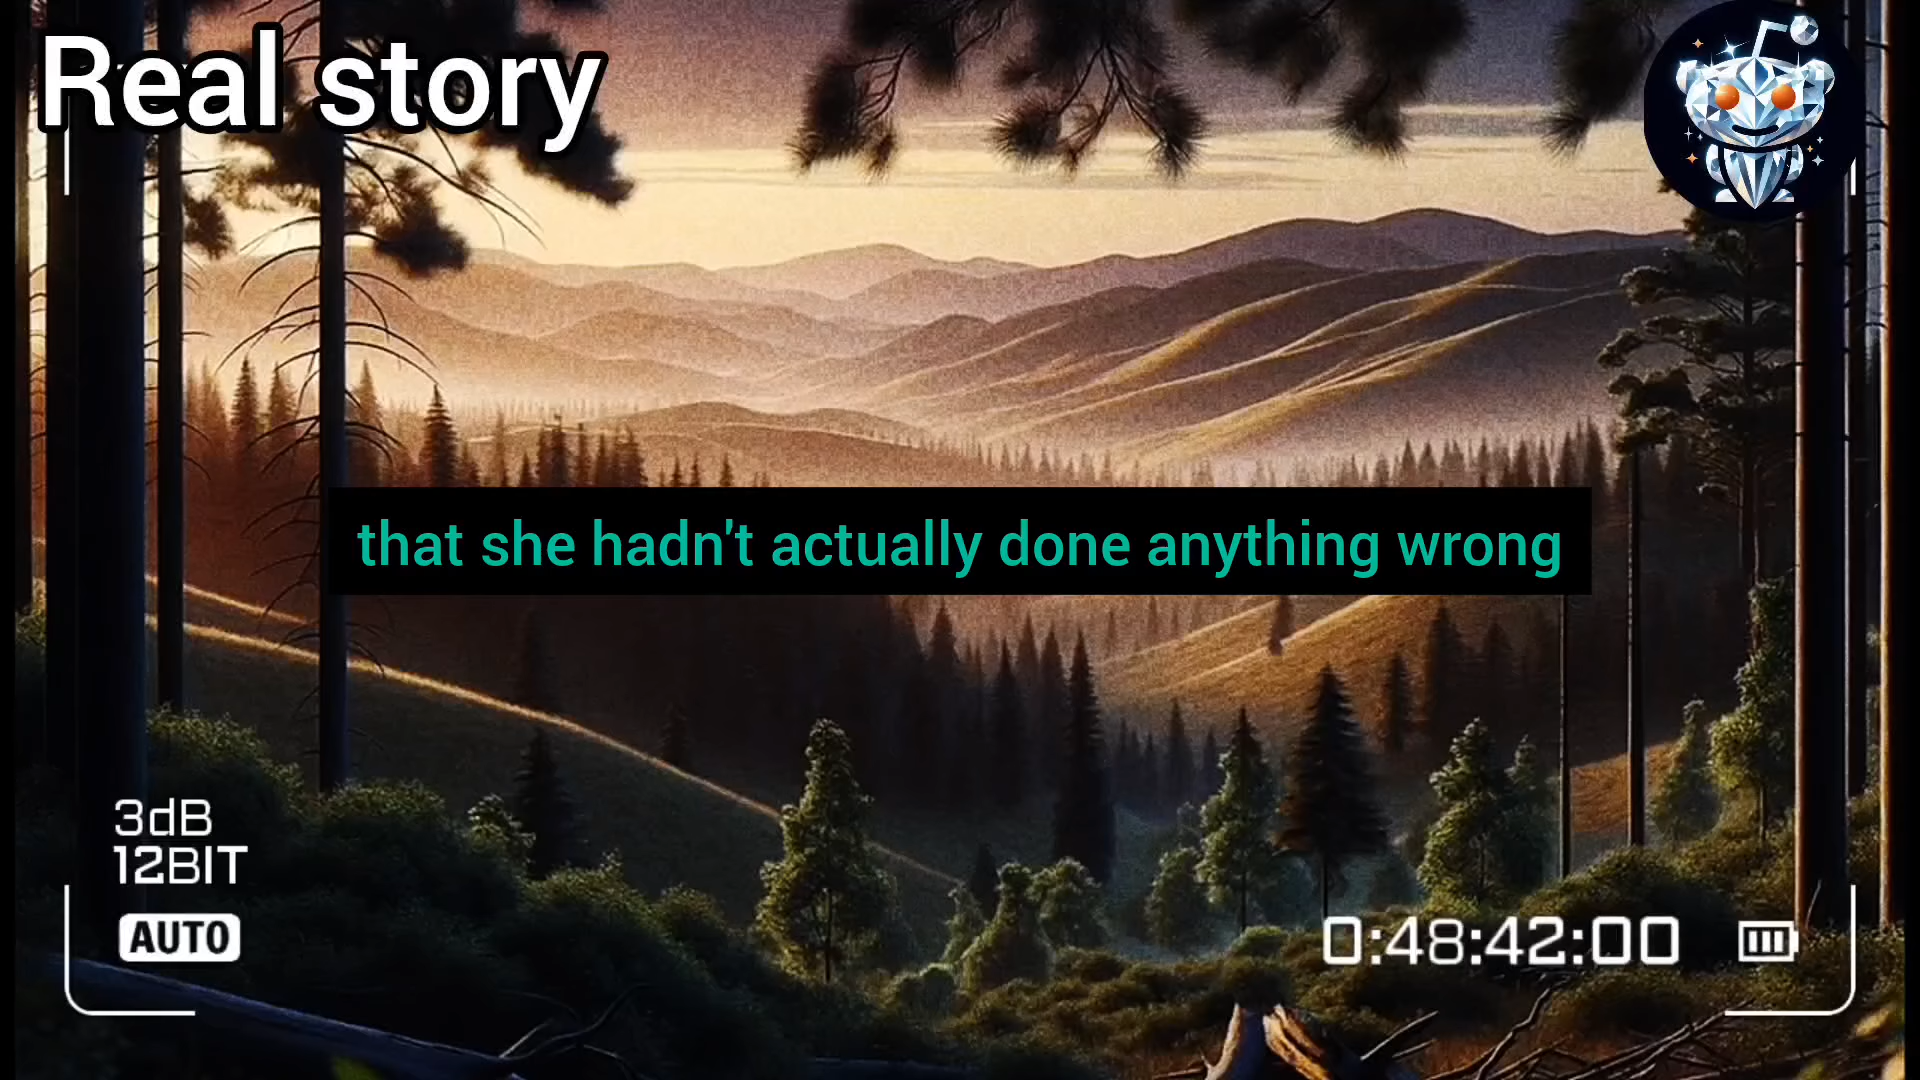 Real story
that she hadn't actually done anything wrong
3dB
12BIT
AUTO
0:48:42:00